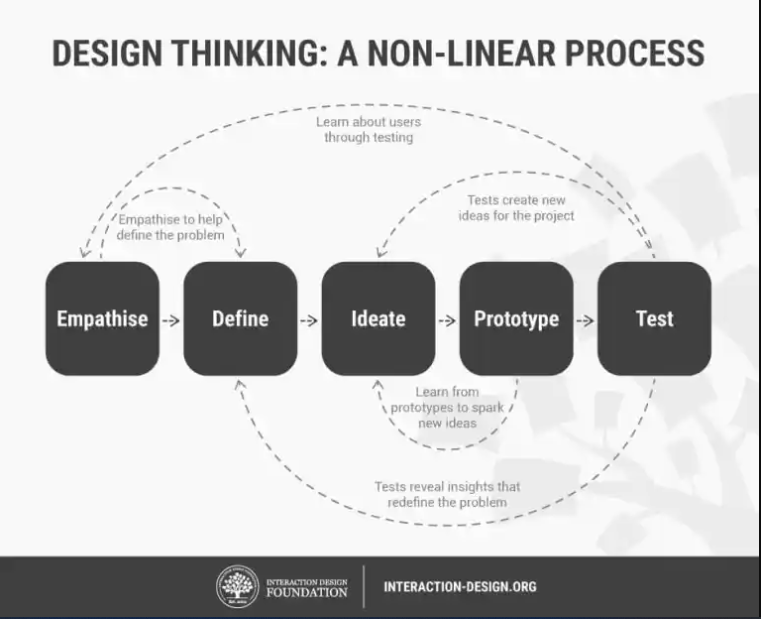 DESIGN THINKING: A NON-LINEAR PROCESS
Learn about users
through testing
Empathise to help
define the problem
Tests create new
ideas for the project
Empathise
Define
Ideate
Prototype
Test
Learn from
prototypes to spark
new ideas
Tests reveal insights that
redefine the problem
INTERACTION DESIGN
FOUNDATION
INTERACTION-DESIGN.ORG